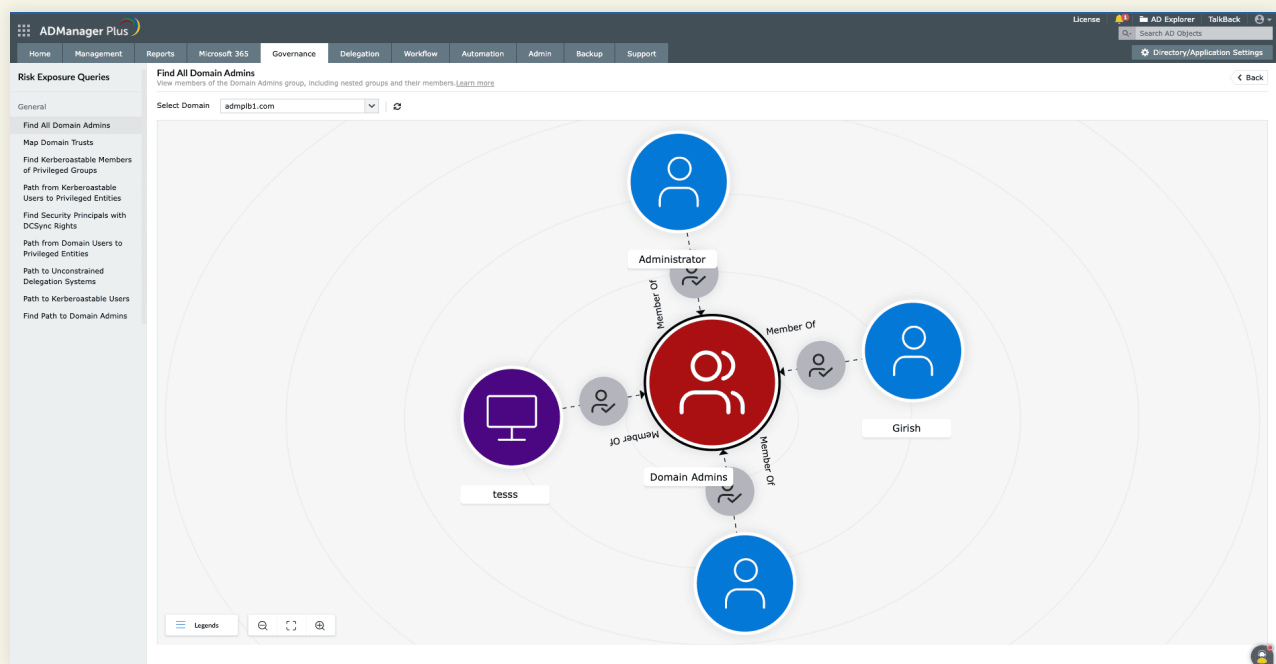 License
AD Explorer
TalkBack
ADManager Plus
Search AD Objects
Home
Management
Reports
Microsoft 365
Governance
Delegation
Workflow
Automation
Admin
Backup
Support
Directory/Application Settings
Risk Exposure Queries
Find All Domain Admins
View members of the Domain Admins group, including nested groups and their members.Learn more
Back
General
Select Domain
admplb1.com
Find All Domain Admins
Map Domain Trusts
Find Kerberoastable Members
of Privileged Groups
Path from Kerberoastable
Users to Privileged Entities
Find Security Principals with
DCSync Rights
Path from Domain Users to
Privileged Entities
Path to Unconstrained
Delegation Systems
Path to Kerberoastable Users
Find Path to Domain Admins
Administrator
Member Of
Member Of
Girish
Member Of
Member Of
Domain Admins
tesss
Legends